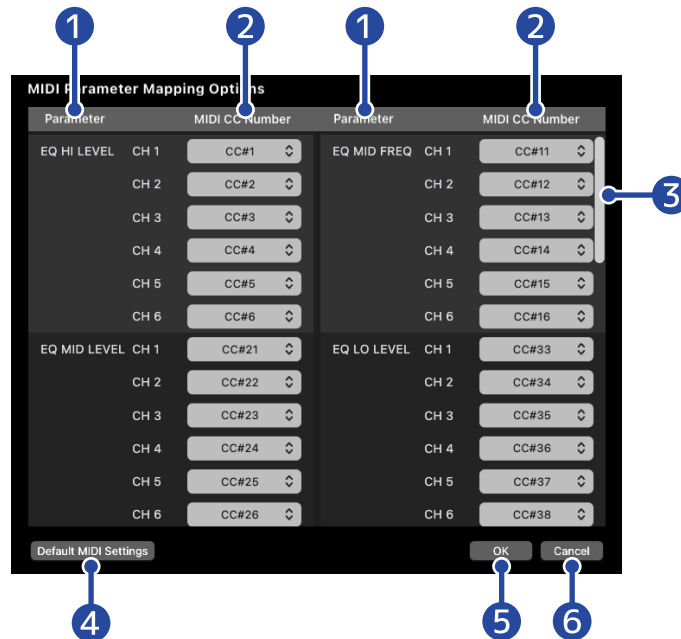 1 2 1 2
MIDI Parameter Mapping Options
Parameter MIDI CC Number Parameter MIDI CC Number
EQ HI LEVEL CH 1 CC#1 EQ MID FREQ CH 1 CC#11
CH 2 CC#2 CH 2 CC#12
3
CH 3 CC#3 CH 3 CC#13
CH 4 CC#4 CH 4 CC#14
CH 5 CC#5 CH 5 CC#15
CH 6 CC#6 CH 6 CC#16
EQ MID LEVEL CH 1 CC#21 EQ LO LEVEL CH 1 CC#33
CH 2 CC#22 CH 2 CC#34
CH 3 CC#23 CH 3 CC#35
CH 4 CC#24 CH 4 CC#36
CH 5 CC#25 CH 5 CC#37
CH 6 CC#26 CH 6 CC#38
Default MIDI Settings OK Cancel
4 5 6